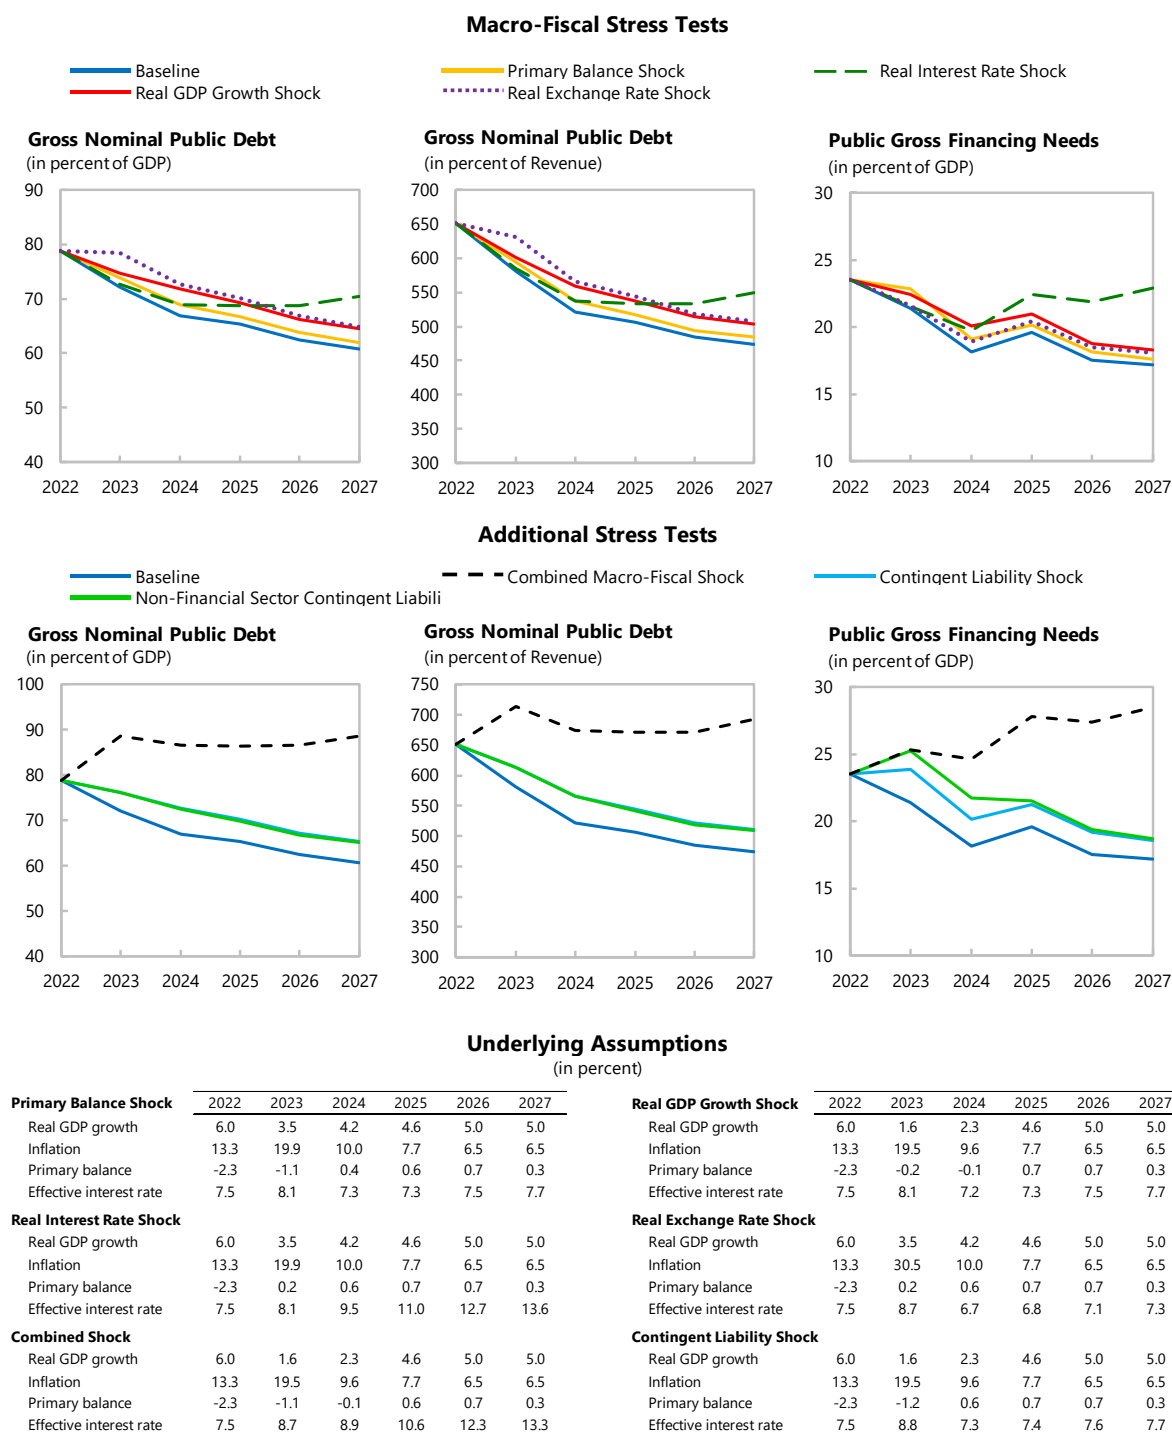 Macro-Fiscal Stress Tests
Baseline
Primary Balance Shock
Real Interest Rate Shock
Real GDP Growth Shock
Real Exchange Rate Shock
Gross Nominal Public Debt
(in percent of GDP)
90
80
70
60
50
40
2022 2023 2024 2025 2026 2027
Gross Nominal Public Debt
(in percent of Revenue)
700
650
600
550
500
450
400
350
300
2022 2023 2024 2025 2026 2027
Public Gross Financing Needs
(in percent of GDP)
30
25
20
15
10
2022 2023 2024 2025 2026 2027
Additional Stress Tests
Baseline
Combined Macro-Fiscal Shock
Contingent Liability Shock
Non-Financial Sector Contingent Liabili
Gross Nominal Public Debt
(in percent of GDP)
100
90
80
70
60
50
40
2022 2023 2024 2025 2026 2027
Gross Nominal Public Debt
(in percent of Revenue)
750
700
650
600
550
500
450
400
350
300
2022 2023 2024 2025 2026 2027
Public Gross Financing Needs
(in percent of GDP)
30
25
20
15
10
2022 2023 2024 2025 2026 2027
Underlying Assumptions
(in percent)
Primary Balance Shock 2022 2023 2024 2025 2026 2027
Real GDP growth 6.0 3.5 4.2 4.6 5.0 5.0
Inflation 13.3 19.9 10.0 7.7 6.5 6.5
Primary balance -2.3 -1.1 0.4 0.6 0.7 0.3
Effective interest rate 7.5 8.1 7.3 7.3 7.5 7.7
Real Interest Rate Shock
Real GDP growth 6.0 3.5 4.2 4.6 5.0 5.0
Inflation 13.3 19.9 10.0 7.7 6.5 6.5
Primary balance -2.3 0.2 0.6 0.7 0.7 0.3
Effective interest rate 7.5 8.1 9.5 11.0 12.7 13.6
Combined Shock
Real GDP growth 6.0 1.6 2.3 4.6 5.0 5.0
Inflation 13.3 19.5 9.6 7.7 6.5 6.5
Primary balance -2.3 -1.1 -0.1 0.6 0.7 0.3
Effective interest rate 7.5 8.7 8.9 10.6 12.3 13.3
Real GDP Growth Shock 2022 2023 2024 2025 2026 2027
Real GDP growth 6.0 1.6 2.3 4.6 5.0 5.0
Inflation 13.3 19.5 9.6 7.7 6.5 6.5
Primary balance -2.3 -0.2 -0.1 0.7 0.7 0.3
Effective interest rate 7.5 8.1 7.2 7.3 7.5 7.7
Real Exchange Rate Shock
Real GDP growth 6.0 3.5 4.2 4.6 5.0 5.0
Inflation 13.3 30.5 10.0 7.7 6.5 6.5
Primary balance -2.3 0.2 0.6 0.7 0.7 0.3
Effective interest rate 7.5 8.7 6.7 6.8 7.1 7.3
Contingent Liability Shock
Real GDP growth 6.0 1.6 2.3 4.6 5.0 5.0
Inflation 13.3 19.5 9.6 7.7 6.5 6.5
Primary balance -2.3 -1.2 0.6 0.7 0.7 0.3
Effective interest rate 7.5 8.8 7.3 7.4 7.6 7.7